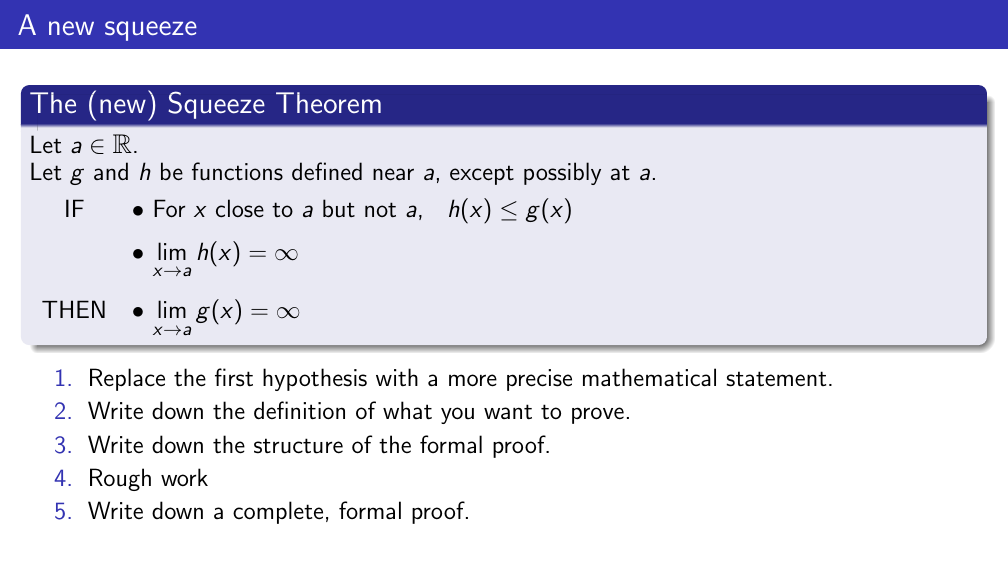 A new squeeze
The (new) Squeeze Theorem
Let a ∈ ℝ.
Let g and h be functions defined near a, except possibly at a.
IF • For x close to a but not a, h(x) ≤ g(x)
• lim x→a h(x) = ∞
THEN • lim x→a g(x) = ∞
1. Replace the first hypothesis with a more precise mathematical statement.
2. Write down the definition of what you want to prove.
3. Write down the structure of the formal proof.
4. Rough work
5. Write down a complete, formal proof.